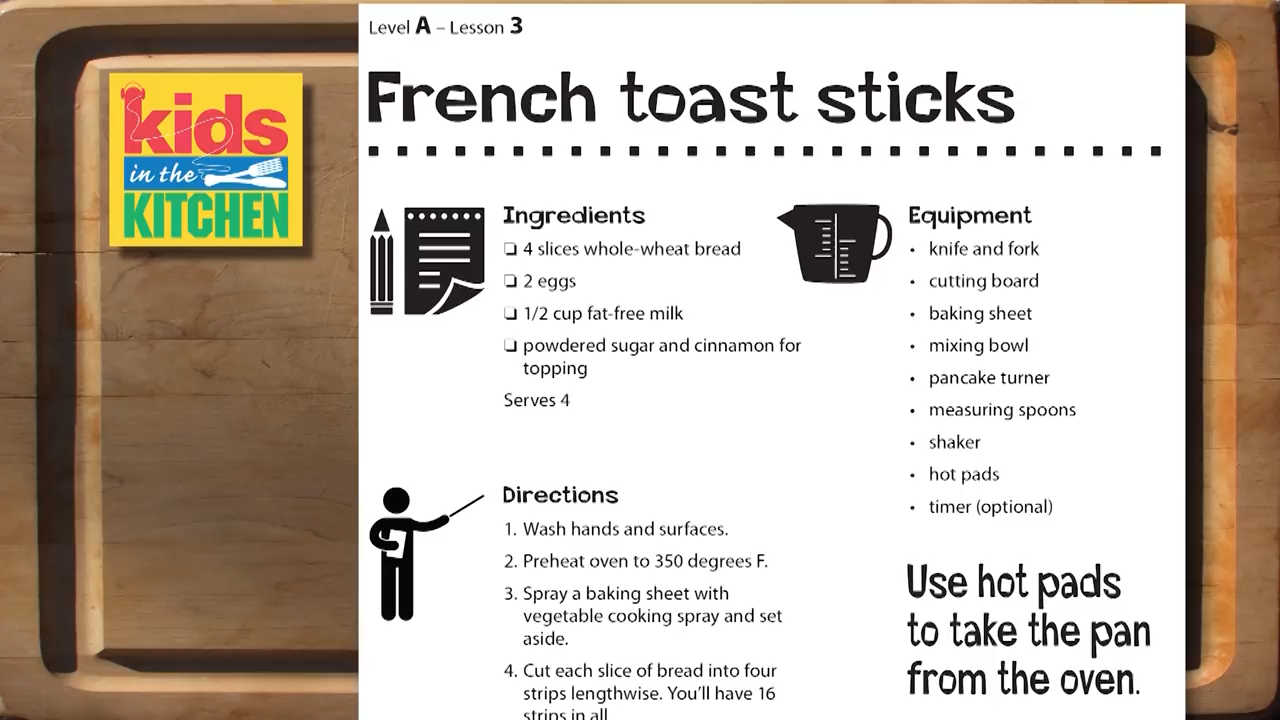 Level A – Lesson 3
French toast sticks
kids
in the
KITCHEN
Ingredients
❏ 4 slices whole-wheat bread
❏ 2 eggs
❏ 1/2 cup fat-free milk
❏ powdered sugar and cinnamon for
topping
Serves 4
Equipment
• knife and fork
• cutting board
• baking sheet
• mixing bowl
• pancake turner
• measuring spoons
• shaker
• hot pads
• timer (optional)
Directions
1. Wash hands and surfaces.
2. Preheat oven to 350 degrees F.
3. Spray a baking sheet with
vegetable cooking spray and set
aside.
4. Cut each slice of bread into four
strips lengthwise. You’ll have 16
strips in all
Use hot pads
to take the pan
from the oven.